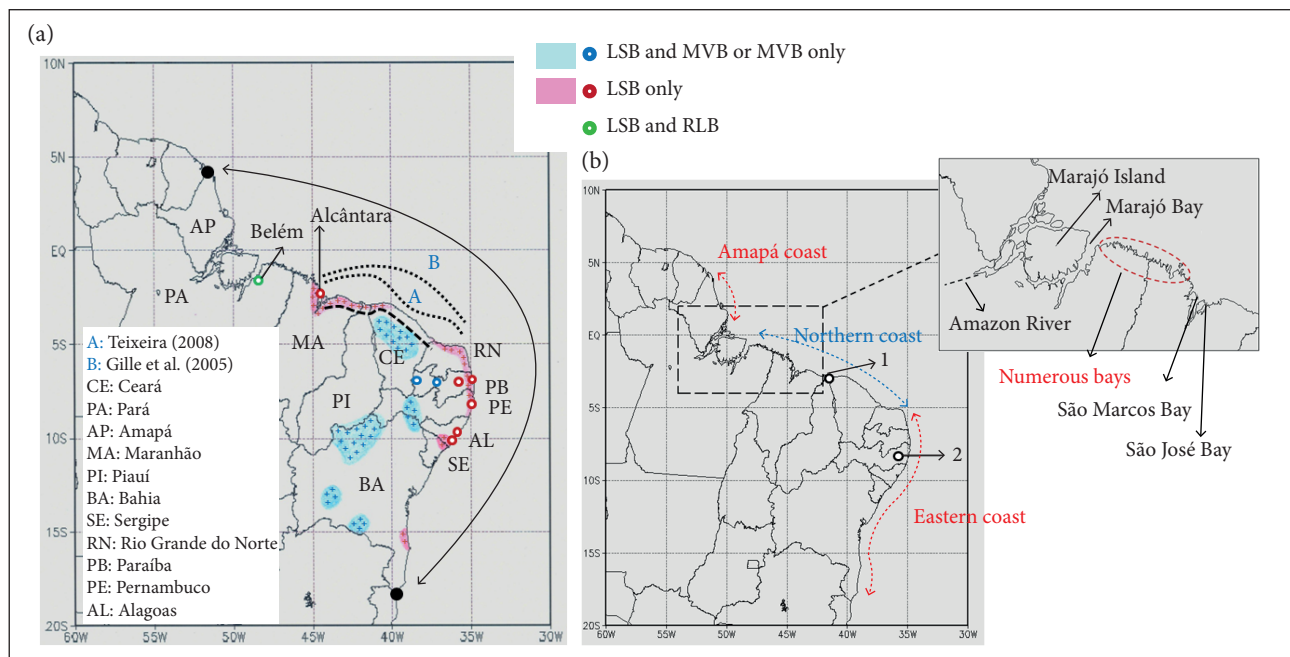 (a)
LSB and MVB or MVB only
LSB only
LSB and RLB
10N
5N
EQ
5S
10S
15S
20S
60W
55W
50W
45W
40W
35W
30W
AP
Belém
Alcântara
B
A
PA
MA
CE
RN
PI
PB
PE
AL
SE
BA
A: Teixeira (2008)
B: Gille et al. (2005)
CE: Ceará
PA: Pará
AP: Amapá
MA: Maranhão
PI: Piauí
BA: Bahia
SE: Sergipe
RN: Rio Grande do Norte
PB: Paraíba
PE: Pernambuco
AL: Alagoas
(b)
10N
5N
EQ
5S
10S
15S
20S
60W
55W
50W
45W
40W
35W
30W
Amapá coast
Northern coast
1
2
Eastern coast
Marajó Island
Marajó Bay
Amazon River
Numerous bays
São Marcos Bay
São José Bay